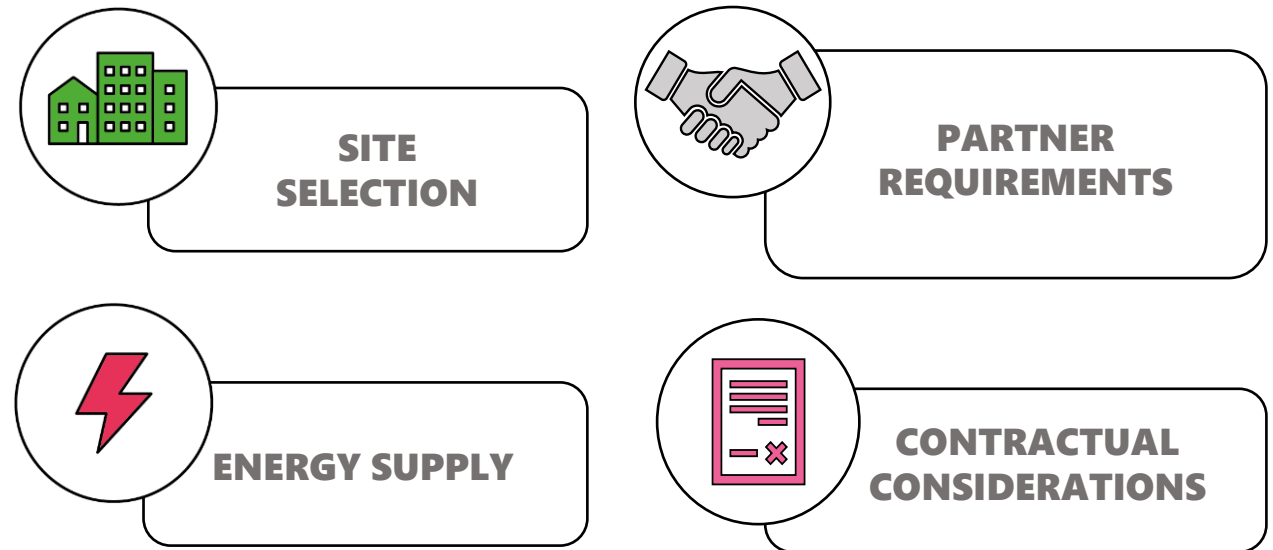 SITE
SELECTION
PARTNER
REQUIREMENTS
ENERGY SUPPLY
CONTRACTUAL
CONSIDERATIONS